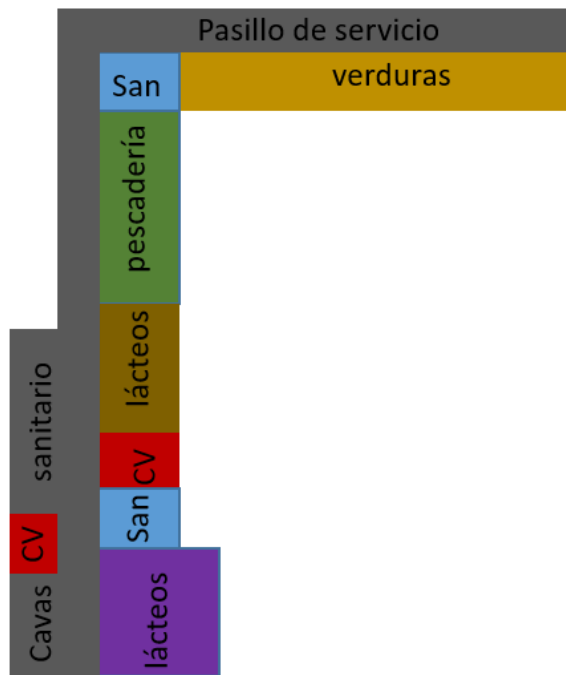 Pasillo de servicio
San
verduras
pescadería
lácteos
sanitario
CV
San
CV
Cavas
lácteos